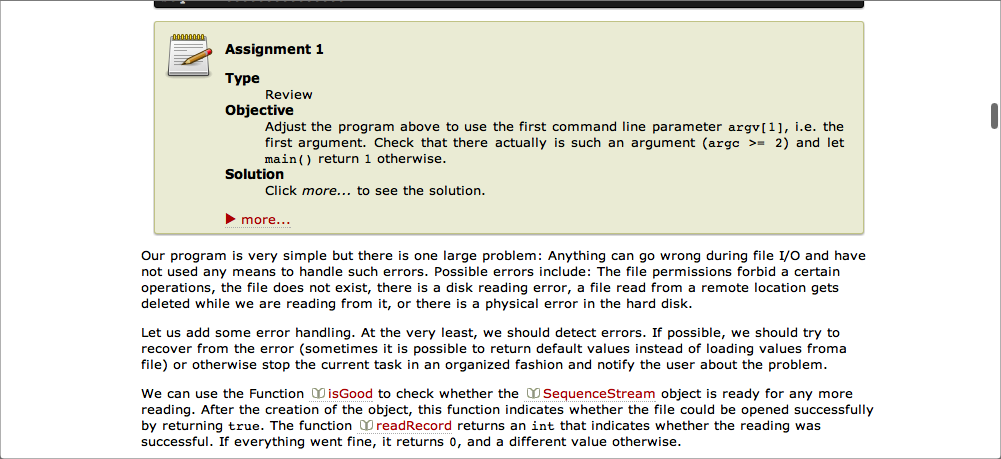 Assignment 1
Type
Review
Objective
Adjust the program above to use the first command line parameter argv[1], i.e. the
first argument. Check that there actually is such an argument (argc >= 2) and let
main() return 1 otherwise.
Solution
Click more... to see the solution.
more...
Our program is very simple but there is one large problem: Anything can go wrong during file I/O and have
not used any means to handle such errors. Possible errors include: The file permissions forbid a certain
operations, the file does not exist, there is a disk reading error, a file read from a remote location gets
deleted while we are reading from it, or there is a physical error in the hard disk.
Let us add some error handling. At the very least, we should detect errors. If possible, we should try to
recover from the error (sometimes it is possible to return default values instead of loading values froma
file) or otherwise stop the current task in an organized fashion and notify the user about the problem.
We can use the Function isGood to check whether the SequenceStream object is ready for any more
reading. After the creation of the object, this function indicates whether the file could be opened successfully
by returning true. The function readRecord returns an int that indicates whether the reading was
successful. If everything went fine, it returns 0, and a different value otherwise.